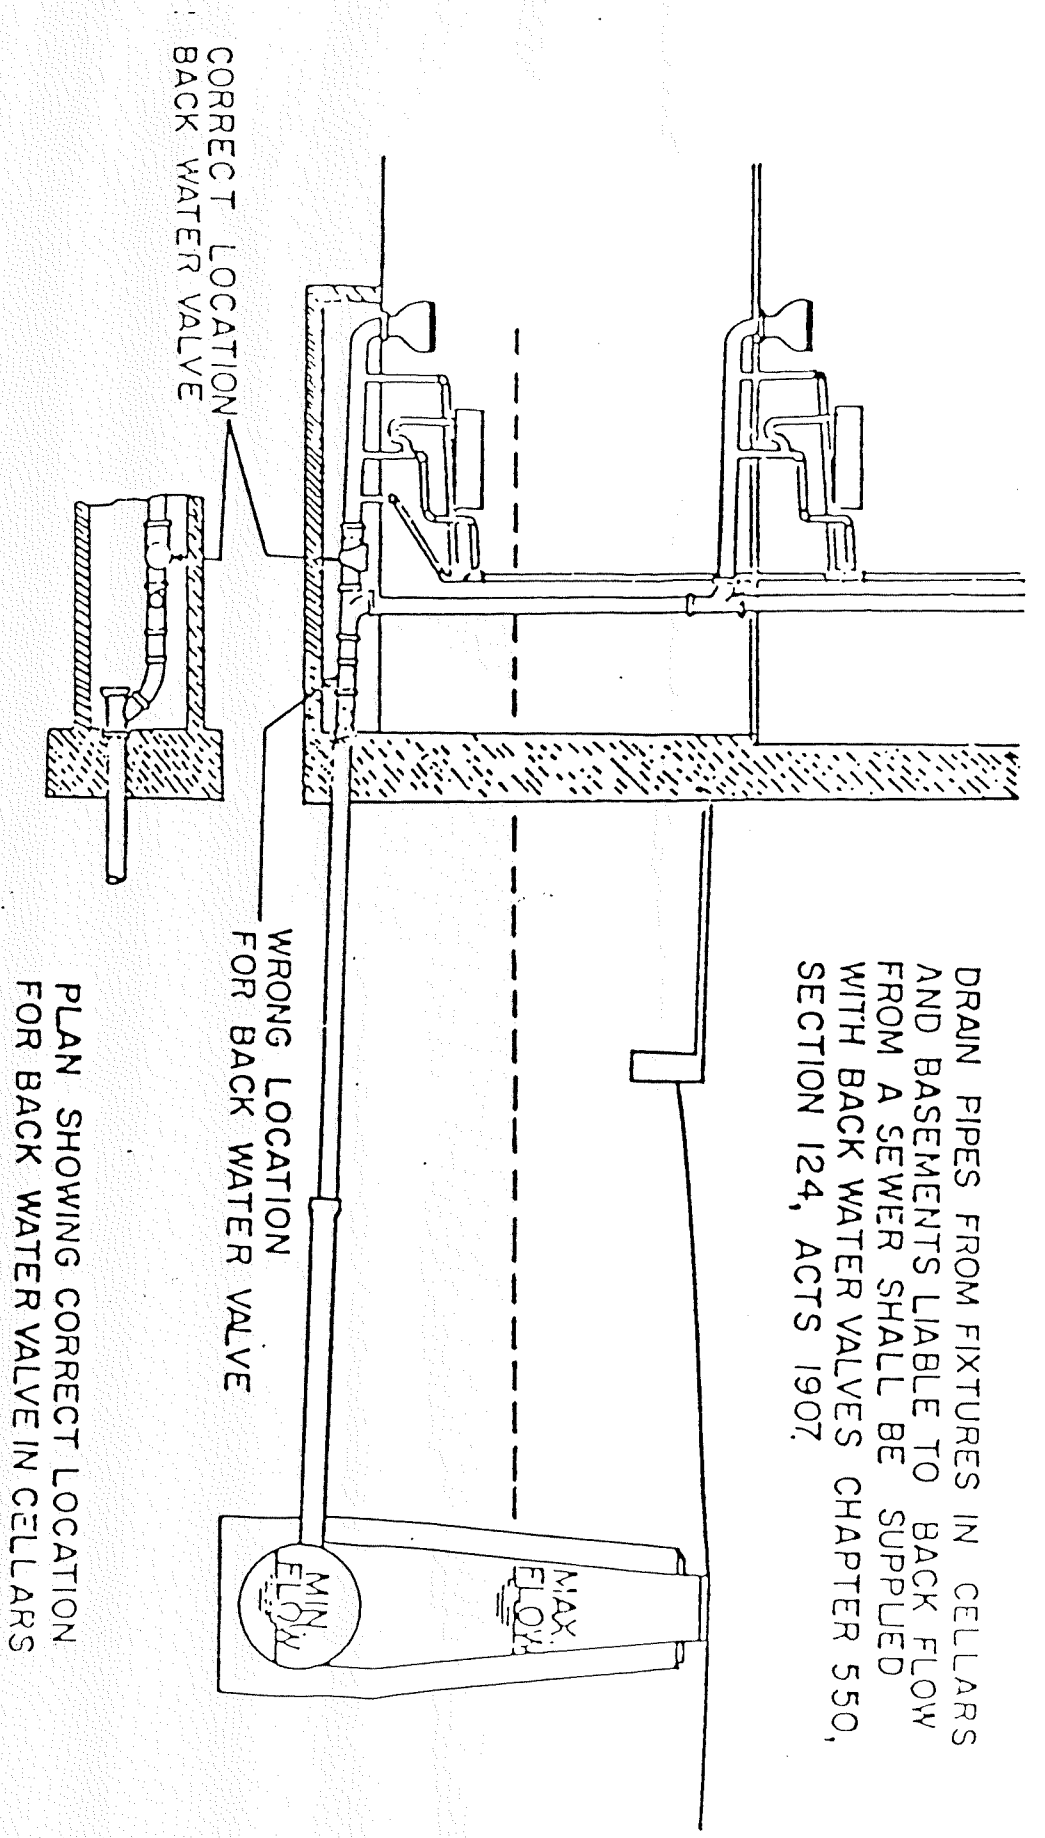 DRAIN PIPES FROM FIXTURES IN CELLARS
AND BASEMENTS LIABLE TO BACK FLOW
FROM A SEWER SHALL BE SUPPLIED
WITH BACK WATER VALVES CHAPTER 550,
SECTION 124, ACTS 1907.
MAX.
FLOW
MIN.
FLOW
CORRECT LOCATION
BACK WATER VALVE
WRONG LOCATION
FOR BACK WATER VALVE
PLAN SHOWING CORRECT LOCATION
FOR BACK WATER VALVE IN CELLARS